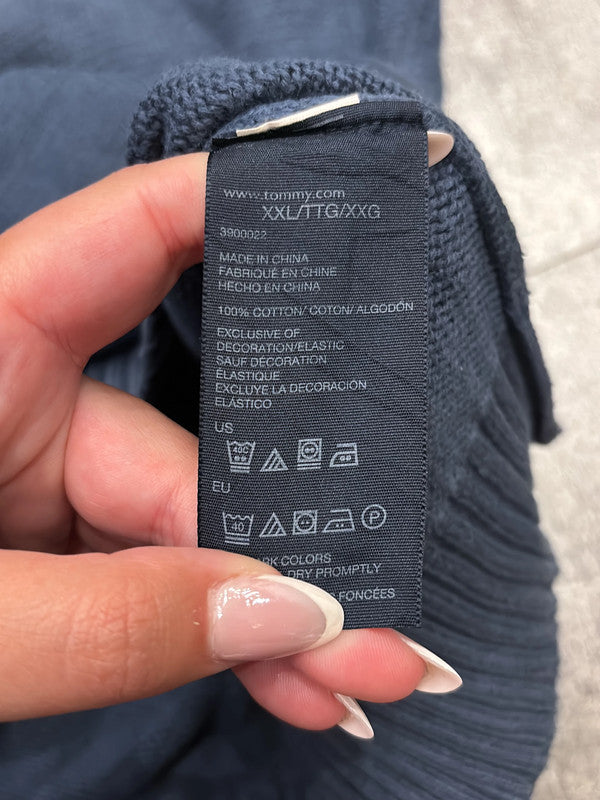 www.tommy.com
XXL/TTG/XXG
3900022
MADE IN CHINA
FABRIQUÉ EN CHINE
HECHO EN CHINA
100% COTTON/ COTON/ ALGODÓN
EXCLUSIVE OF
DECORATION/ELASTIC
SAUF DÉCORATION
ÉLASTIQUE
EXCLUYE LA DECORACIÓN
ELÁSTICO
US
40C
EU
40 P
COLORS
DRY PROMPTLY
FONCÉES